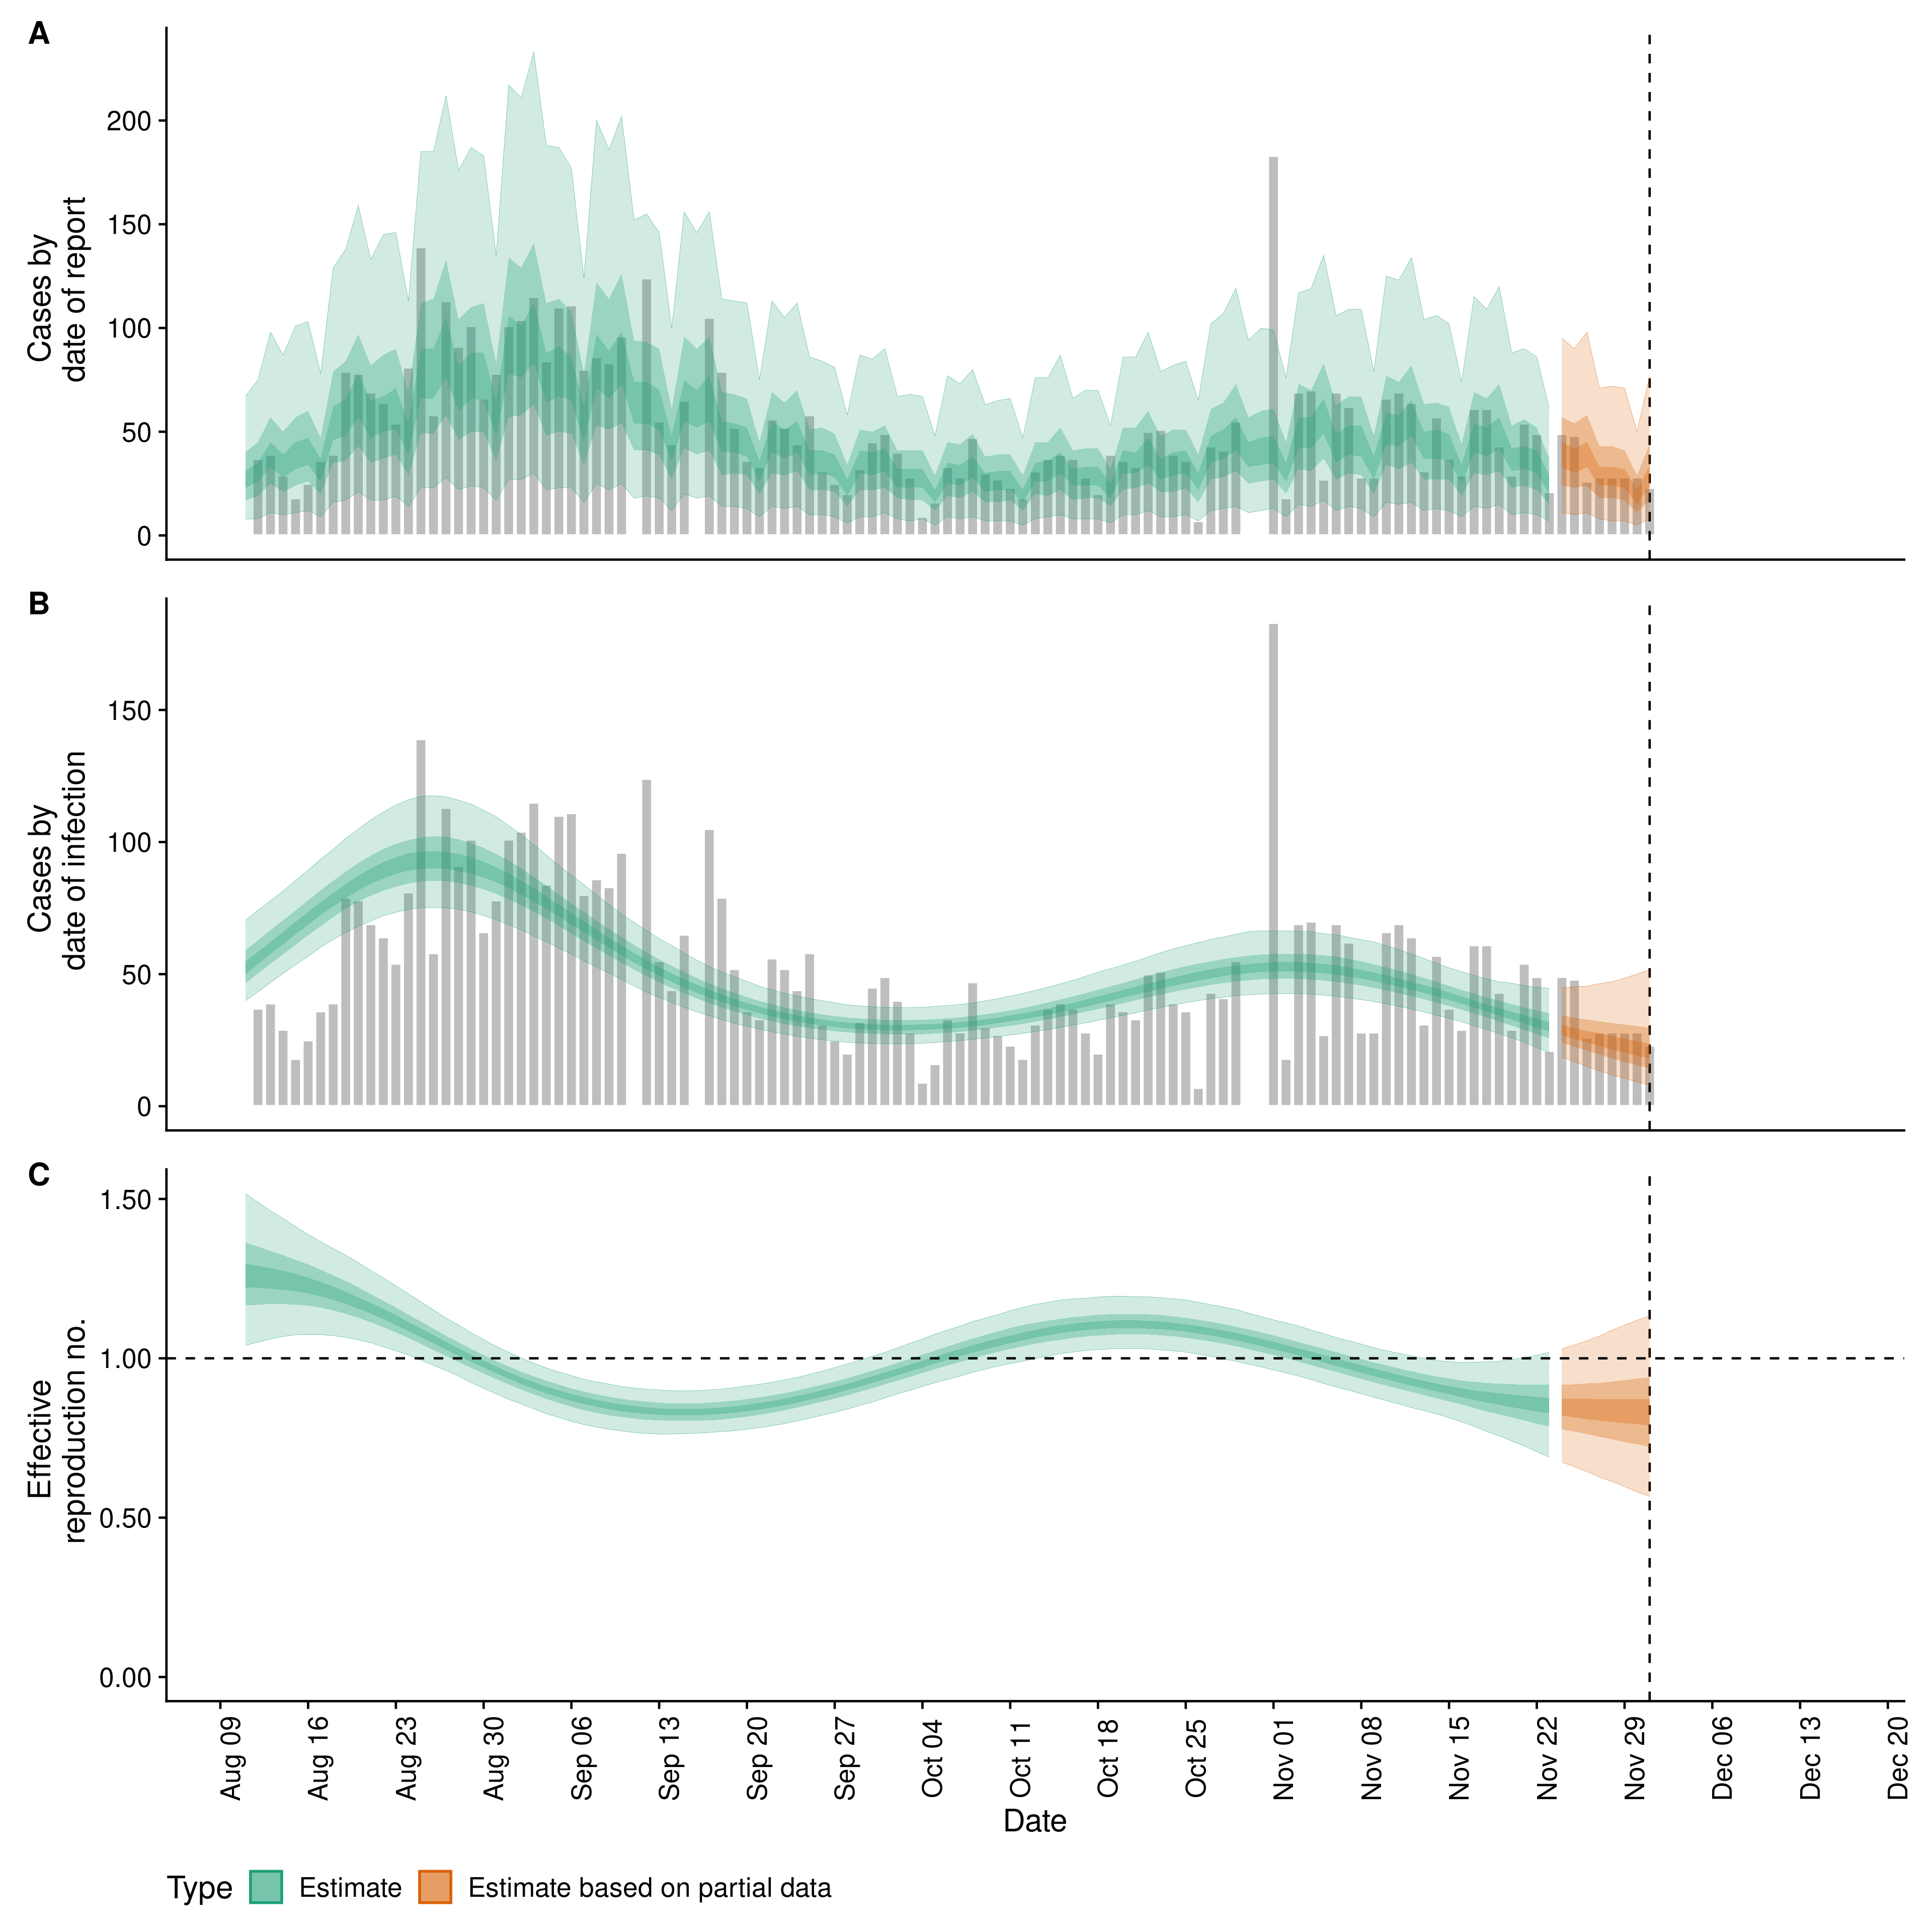 A
Cases by
date of report
200
150
100
50
0
B
Cases by
date of infection
150
100
50
0
C
Effective
reproduction no.
1.50
1.00
0.50
0.00
Aug 09
Aug 16
Aug 23
Aug 30
Sep 06
Sep 13
Sep 20
Sep 27
Oct 04
Oct 11
Oct 18
Oct 25
Nov 01
Nov 08
Nov 15
Nov 22
Nov 29
Dec 06
Dec 13
Dec 20
Date
Type Estimate Estimate based on partial data